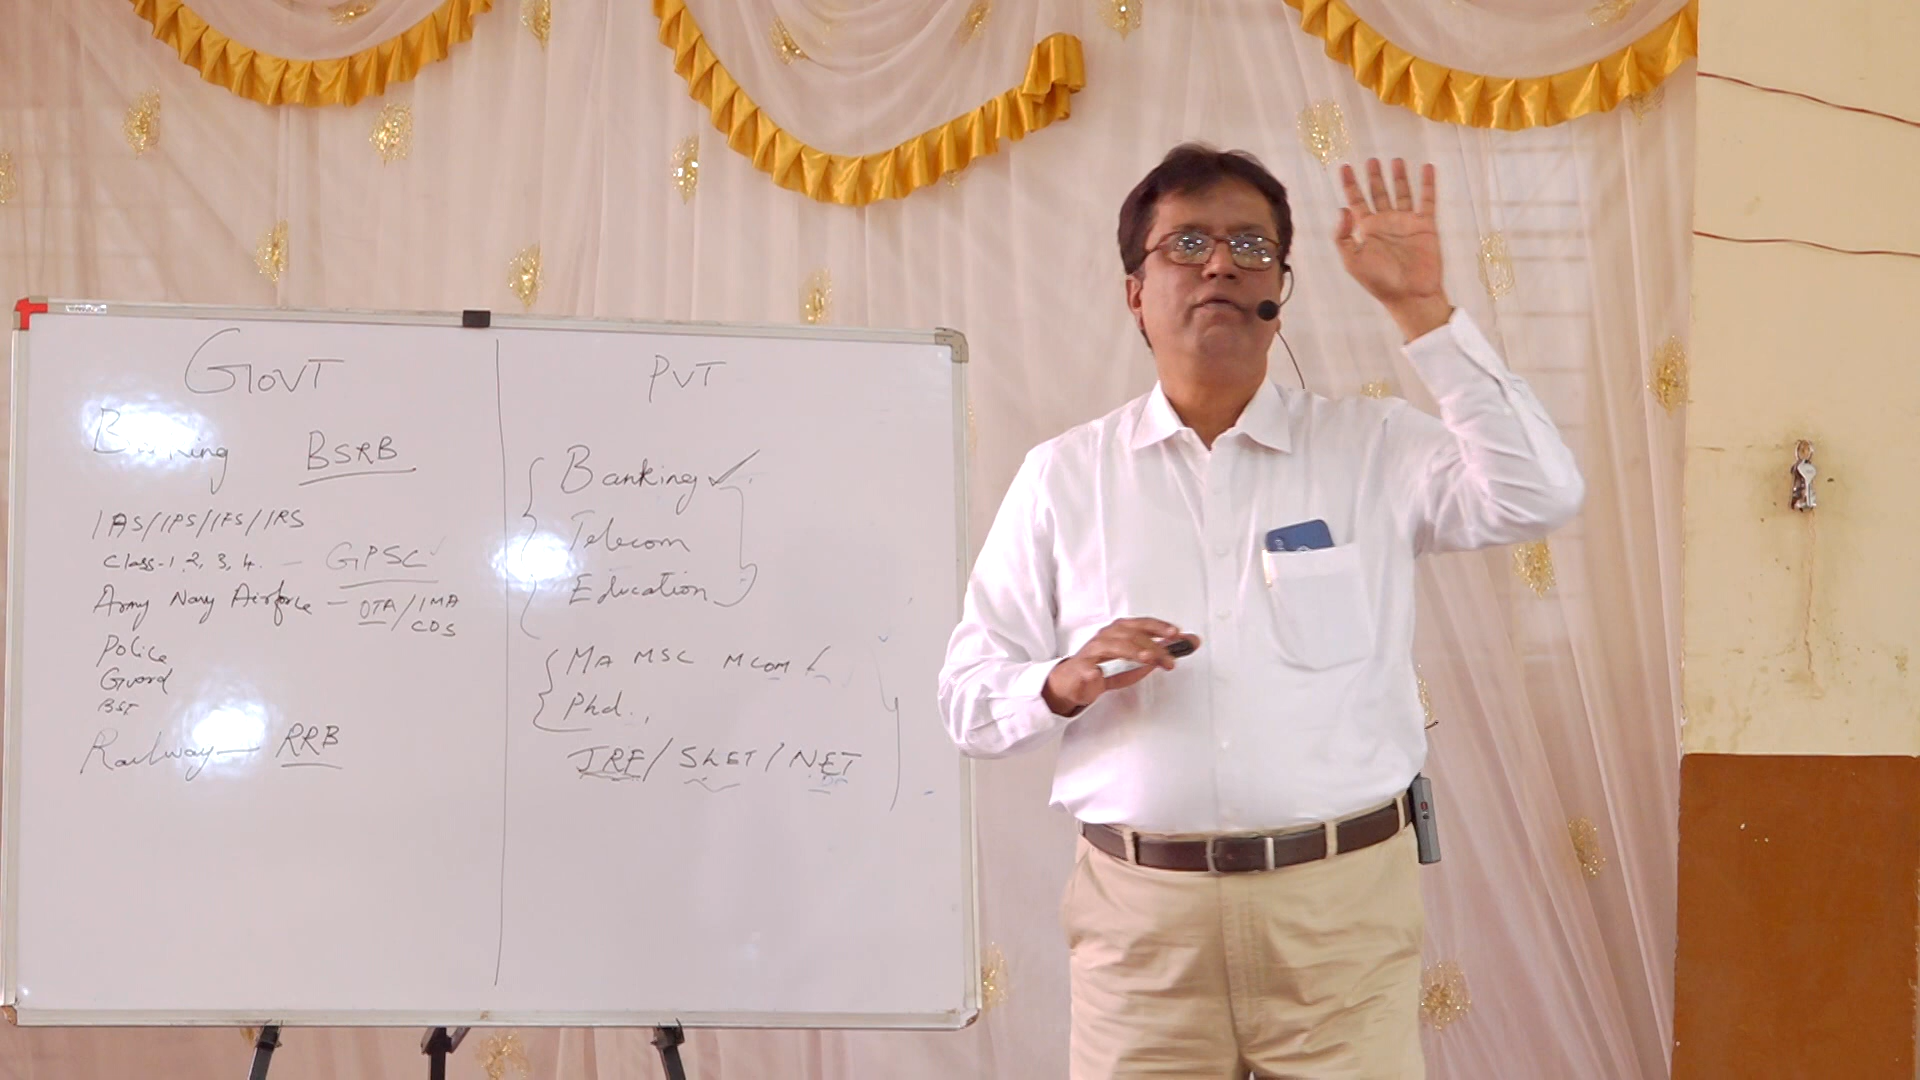 GOVT
Banking BSRB
IAS/IPS/IFS/IRS
Class-1, 2, 3, 4. — GPSC
Army Navy Airforce — OTA/IMA
CDS
Police
Guard
BSF
Railway — RRB
PVT
Banking
Telecom
Education
MA MSC MCOM
Phd.,
JRF/SLET/NET